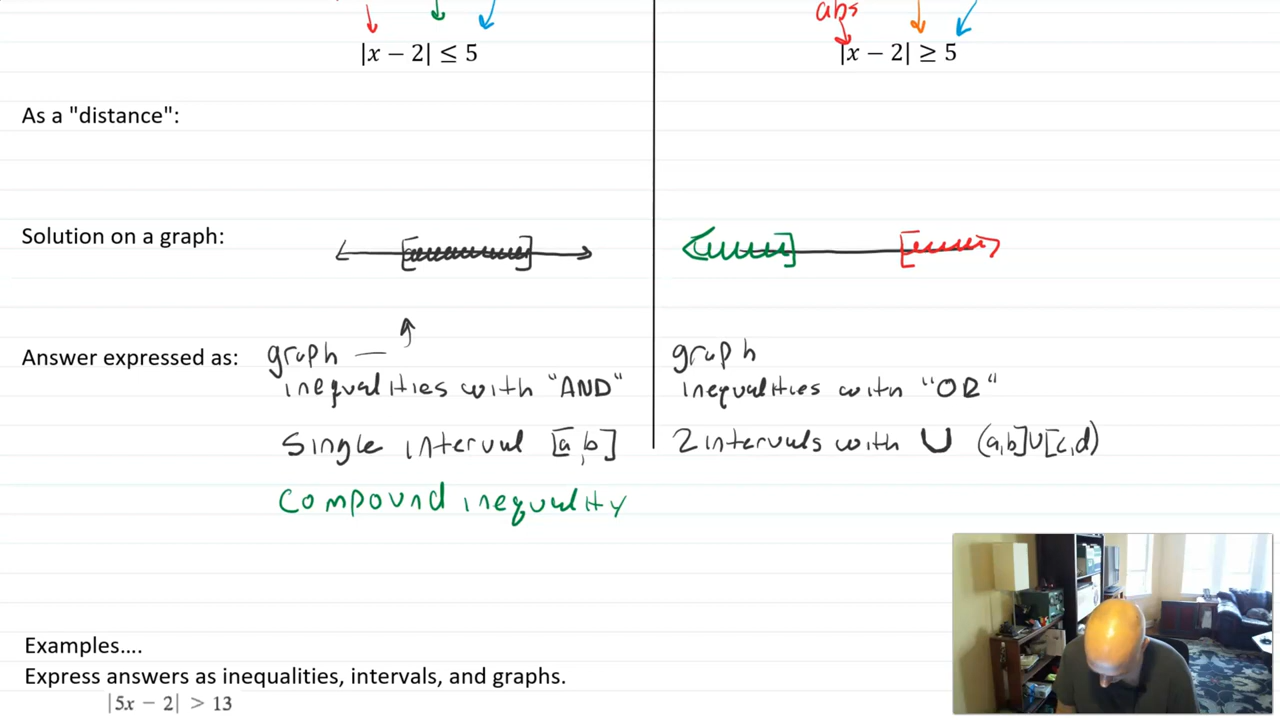 abs
|x − 2| ≤ 5
|x − 2| ≥ 5
As a "distance":
Solution on a graph:
Answer expressed as: graph —
inequalities with "AND"
Single interval [a,b]
Compound inequality
graph
inequalities with "OR"
2 intervals with ∪ (a,b]∪[c,d)
Examples....
Express answers as inequalities, intervals, and graphs.
|5x − 2| > 13